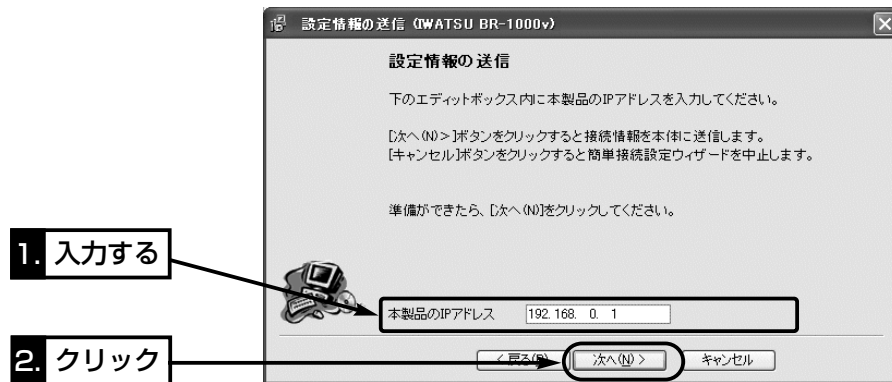 設定情報の送信 (IWATSU BR-1000v)
設定情報の送信
下のエディットボックス内に本製品のIPアドレスを入力してください。
[次へ(N)>]ボタンをクリックすると接続情報を本体に送信します。
[キャンセル]ボタンをクリックすると簡単接続設定ウィザードを中止します。
準備ができたら、[次へ(N)]をクリックしてください。
1. 入力する
本製品のIPアドレス 192.168. 0. 1
2. クリック
< 戻る(B) 次へ(N) > キャンセル